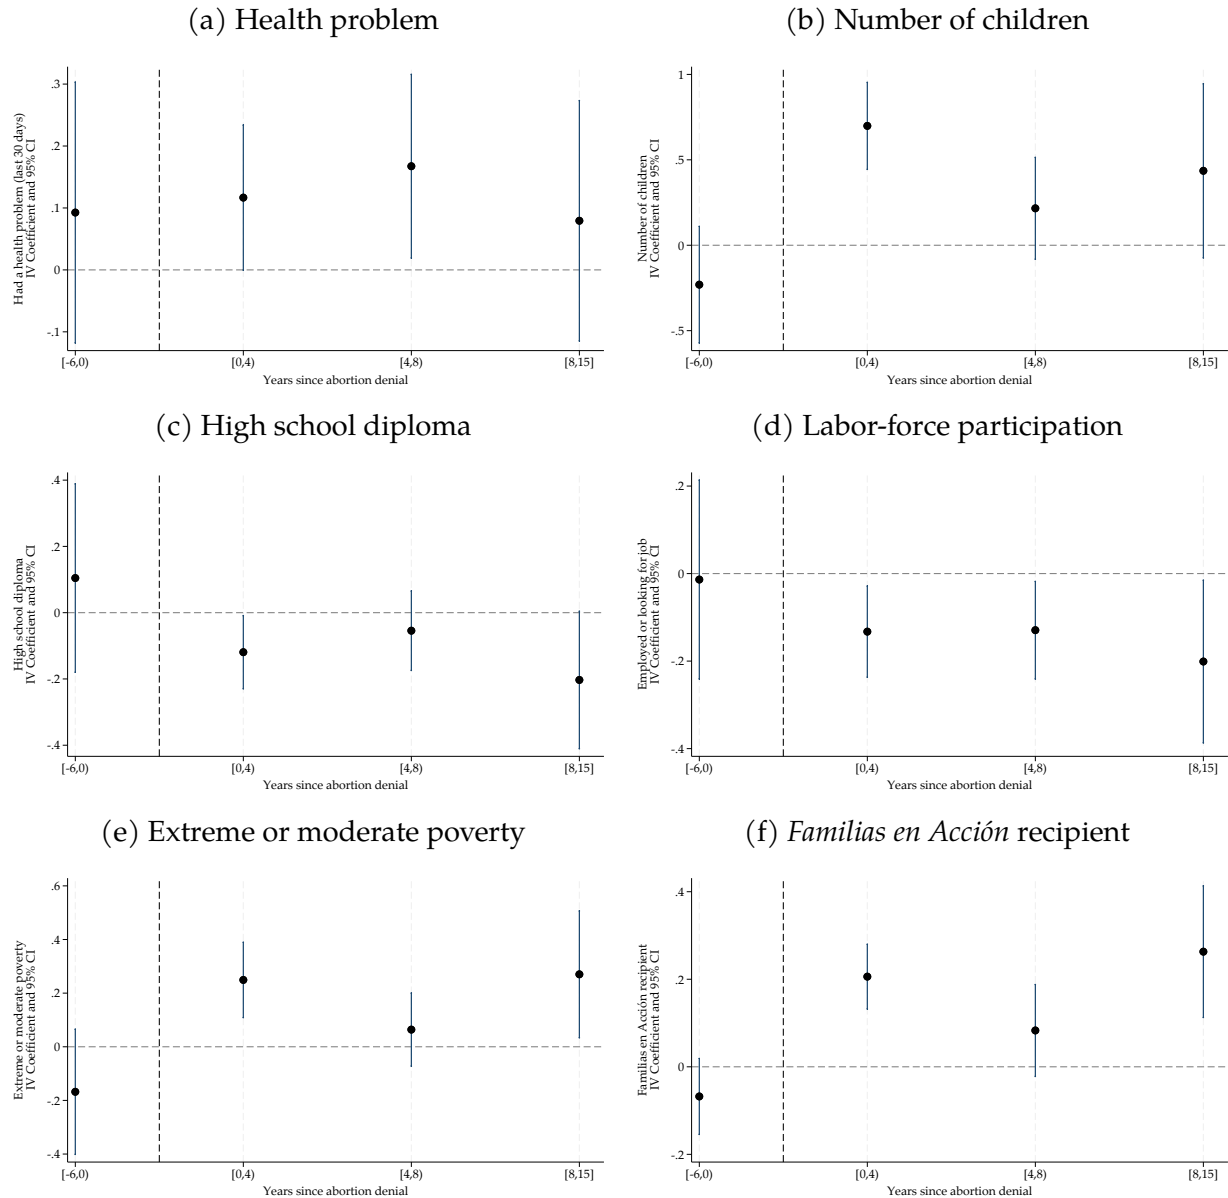 (a) Health problem
Had a health problem (last 30 days)
IV Coefficient and 95% CI
.3
.2
.1
0
-.1
[-6,0)
[0,4)
[4,8)
[8,15]
Years since abortion denial
(b) Number of children
Number of children
IV Coefficient and 95% CI
1
.5
0
-.5
[-6,0)
[0,4)
[4,8)
[8,15]
Years since abortion denial
(c) High school diploma
High school diploma
IV Coefficient and 95% CI
.4
.2
0
-.2
-.4
[-6,0)
[0,4)
[4,8)
[8,15]
Years since abortion denial
(d) Labor-force participation
Employed or looking for job
IV Coefficient and 95% CI
.2
0
-.2
-.4
[-6,0)
[0,4)
[4,8)
[8,15]
Years since abortion denial
(e) Extreme or moderate poverty
Extreme or moderate poverty
IV Coefficient and 95% CI
.6
.4
.2
0
-.2
-.4
[-6,0)
[0,4)
[4,8)
[8,15]
Years since abortion denial
(f) Familias en Acción recipient
Familias en Acción recipient
IV Coefficient and 95% CI
.4
.2
0
-.2
[-6,0)
[0,4)
[4,8)
[8,15]
Years since abortion denial